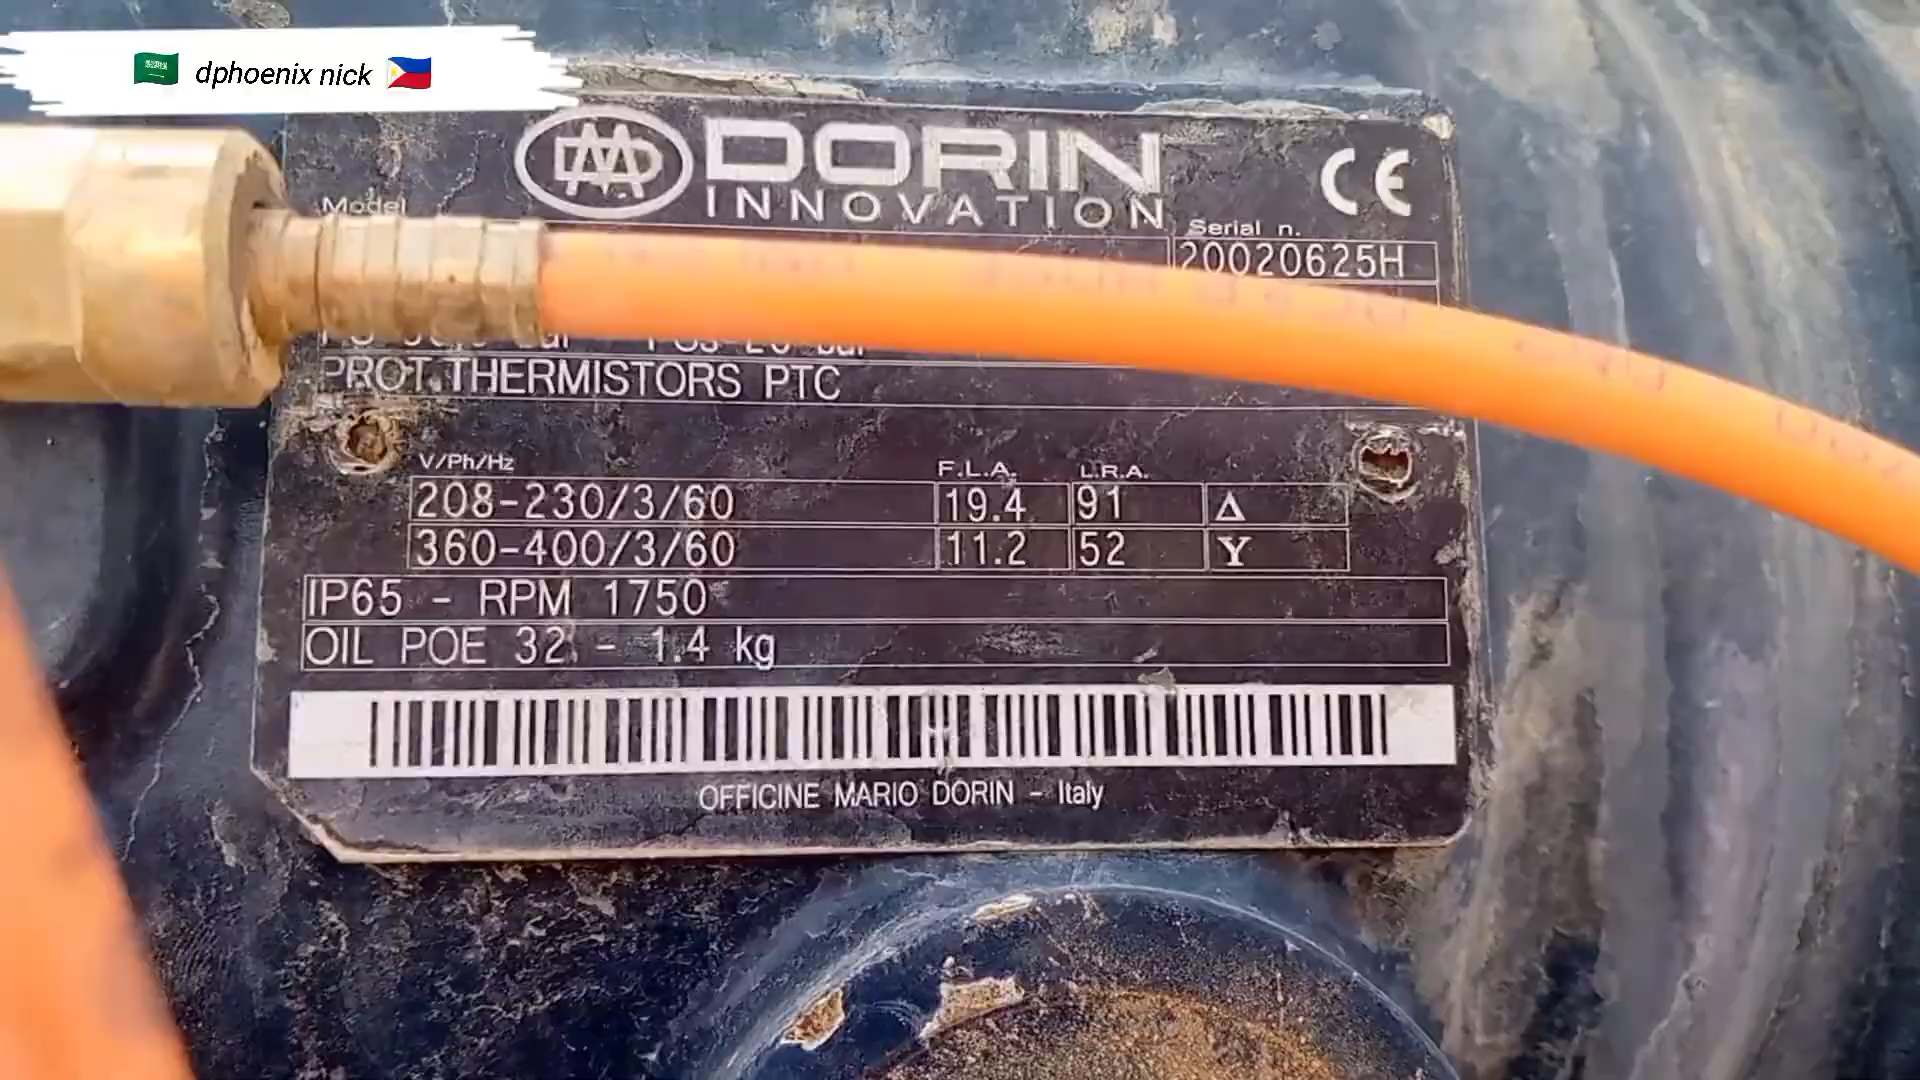 🇸🇦 dphoenix nick 🇵🇭
DORIN
INNOVATION
CE
Model
Serial n.
20020625H
PROT.THERMISTORS PTC
V/Ph/Hz F.L.A. L.R.A.
208-230/3/60 19.4 91 Δ
360-400/3/60 11.2 52 Y
IP65 - RPM 1750
OIL POE 32 - 1.4 kg
OFFICINE MARIO DORIN - Italy